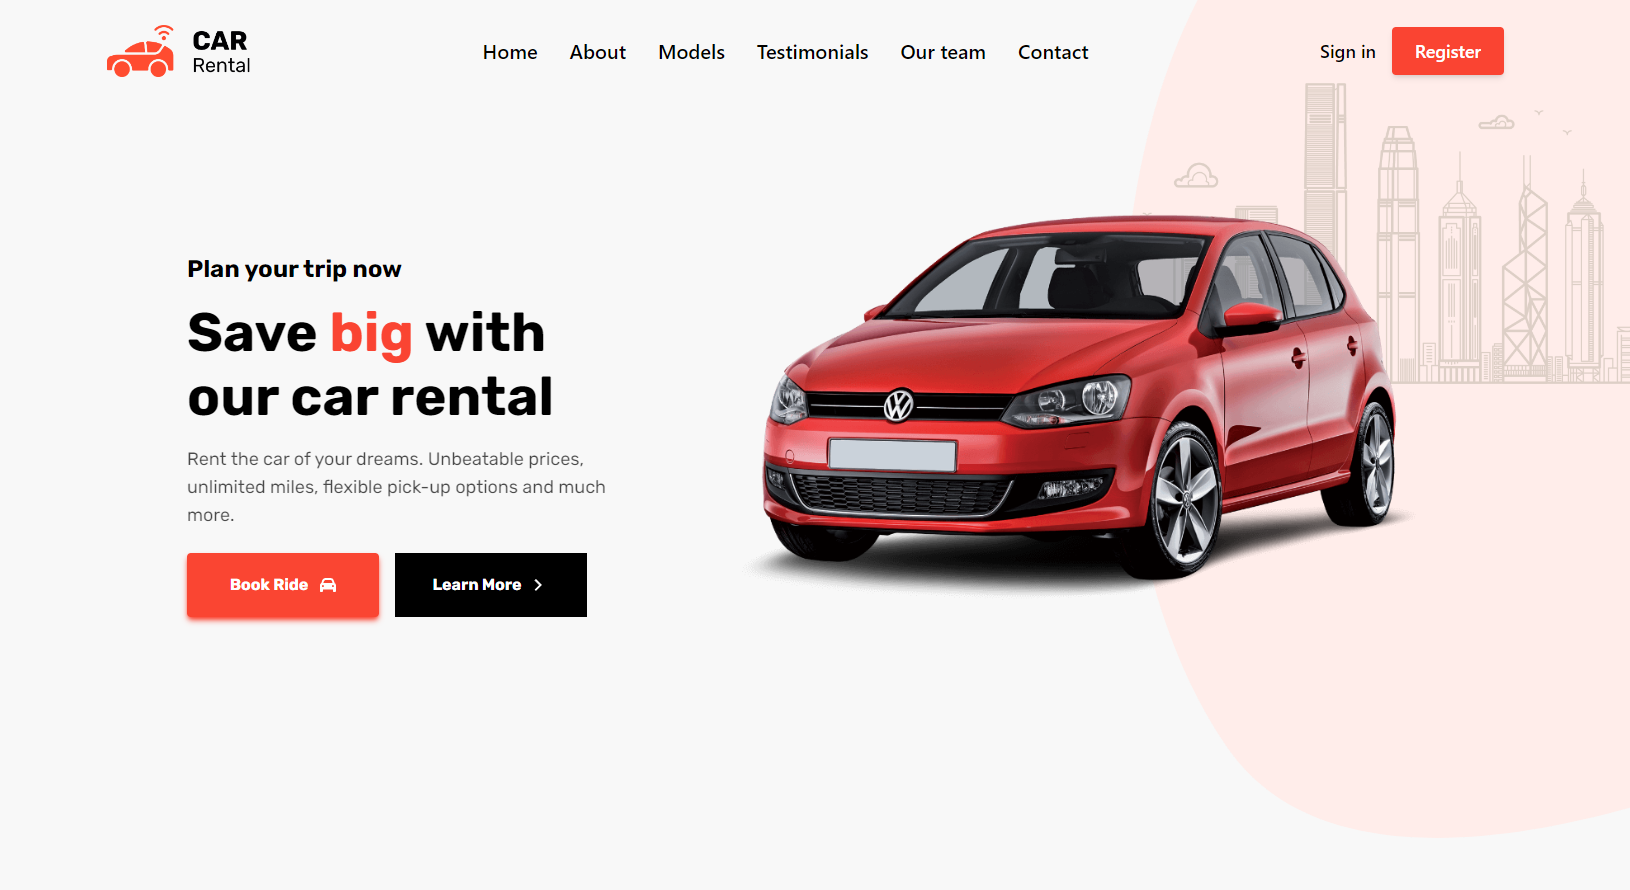 CAR
Rental
Home About Models Testimonials Our team Contact
Sign in Register
Plan your trip now
Save big with
our car rental
Rent the car of your dreams. Unbeatable prices,
unlimited miles, flexible pick-up options and much
more.
Book Ride Learn More